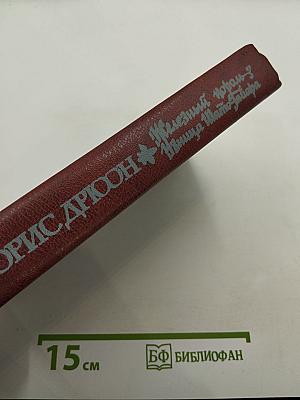 ОРИС ДРЮОН
Железный король
Узница Шато-Гайара
15 см
БФ БИБЛИОФАН